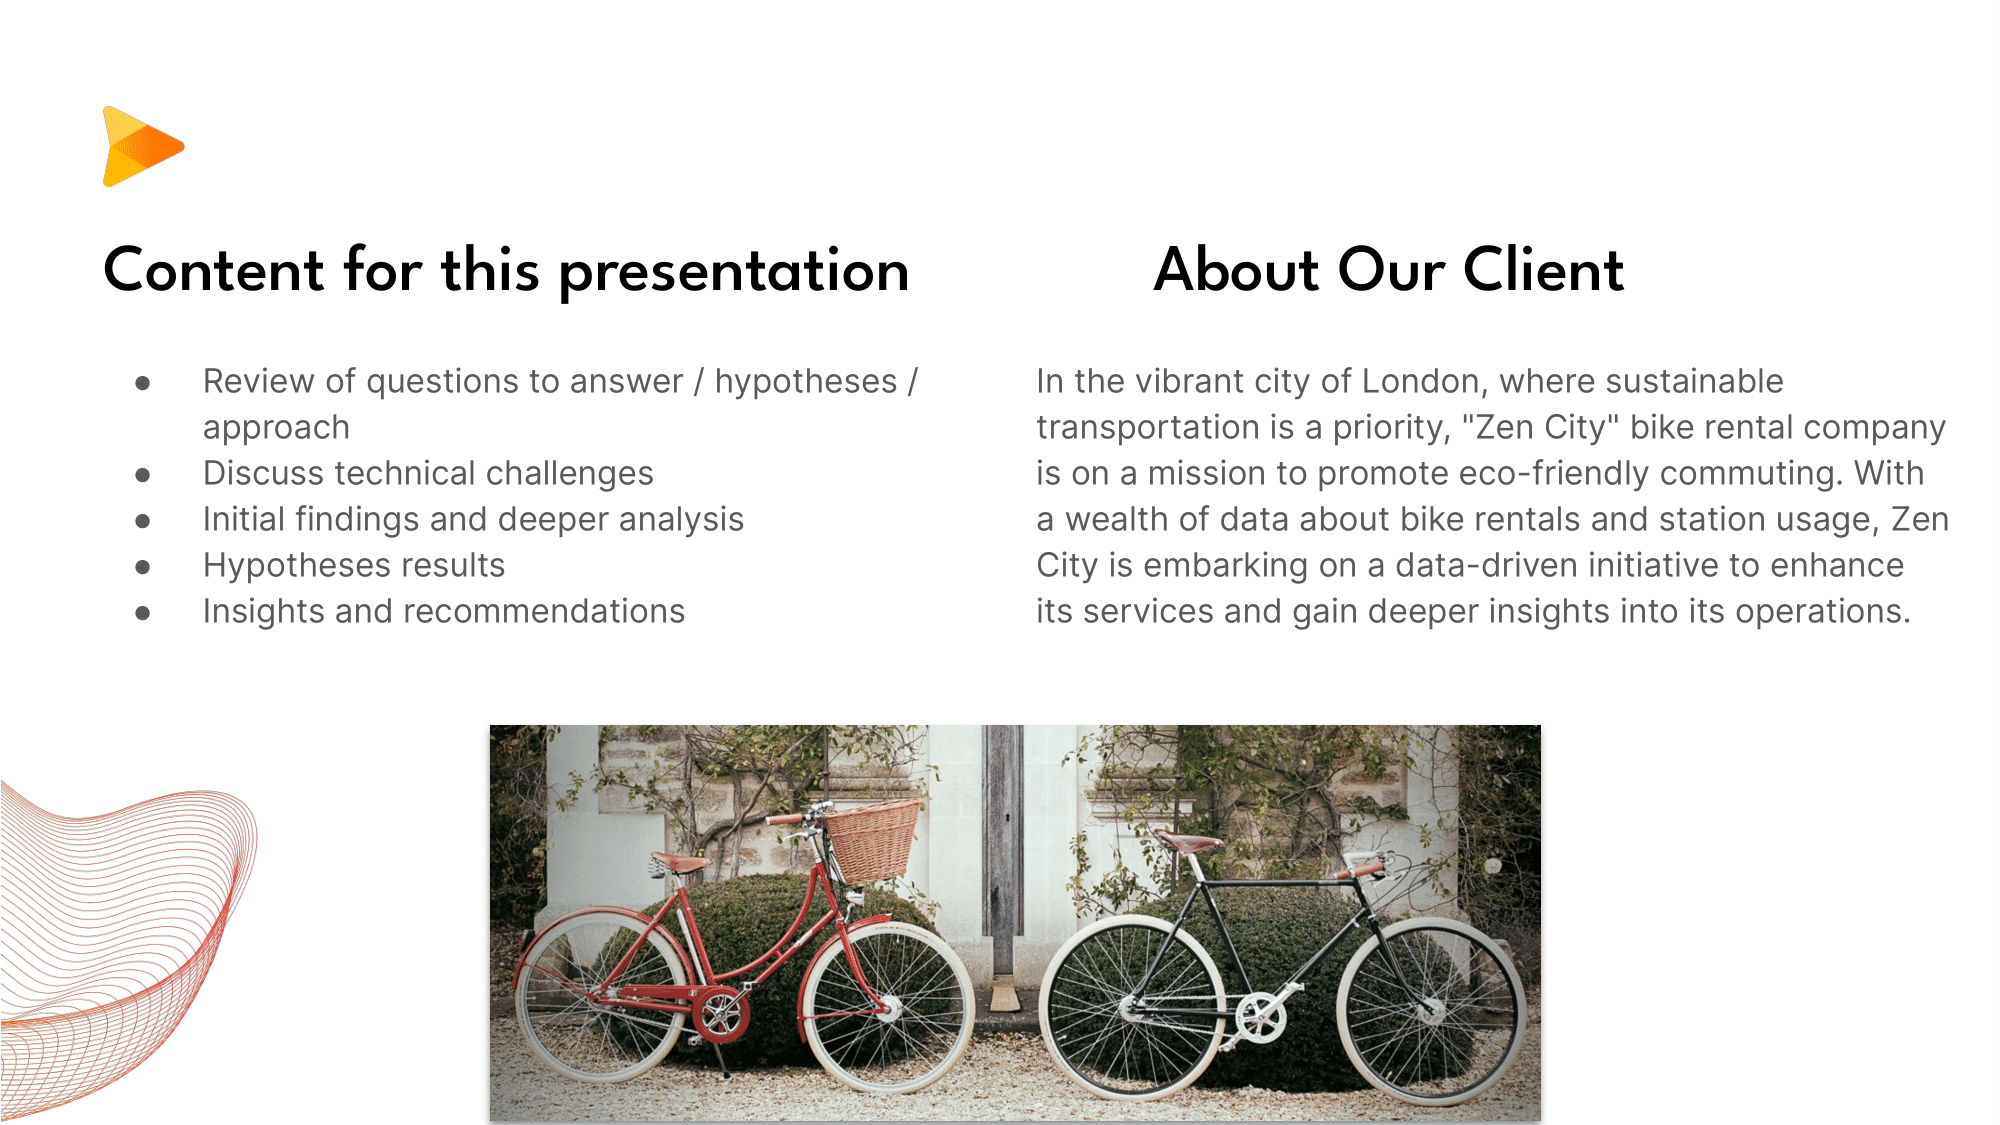 Content for this presentation
● Review of questions to answer / hypotheses /
approach
● Discuss technical challenges
● Initial findings and deeper analysis
● Hypotheses results
● Insights and recommendations
About Our Client
In the vibrant city of London, where sustainable
transportation is a priority, "Zen City" bike rental company
is on a mission to promote eco-friendly commuting. With
a wealth of data about bike rentals and station usage, Zen
City is embarking on a data-driven initiative to enhance
its services and gain deeper insights into its operations.